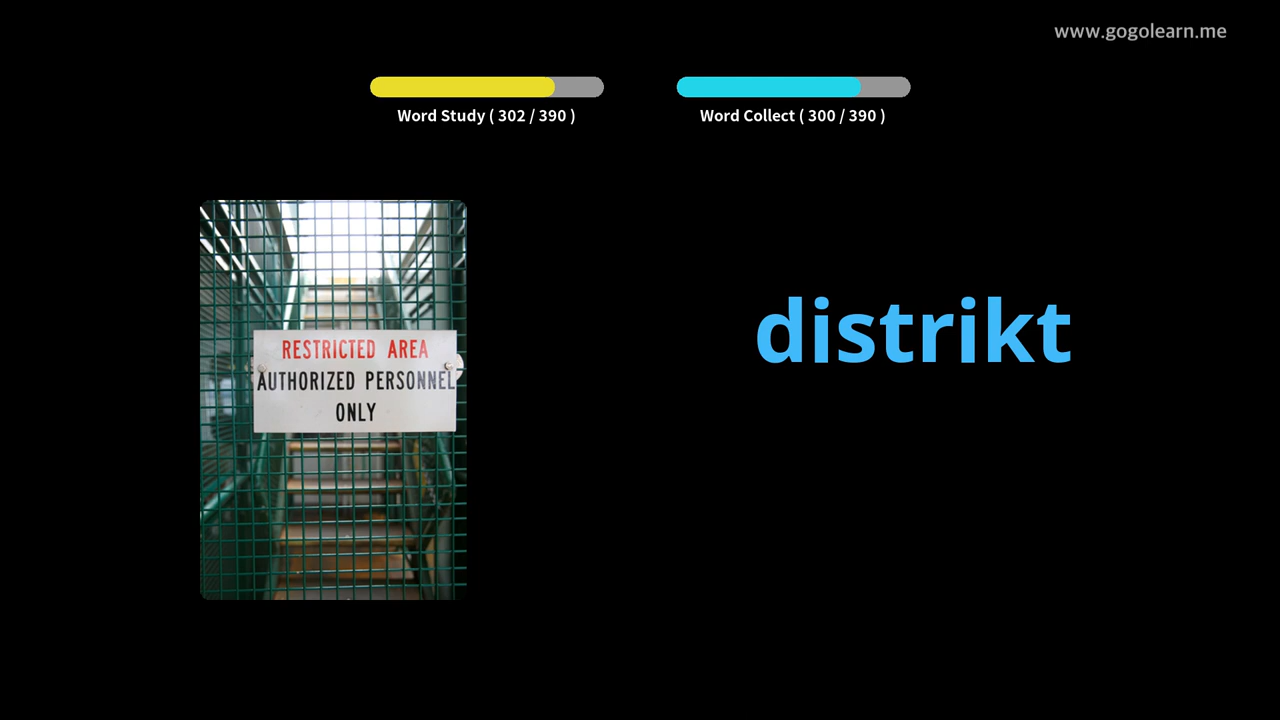 www.gogolearn.me
Word Study ( 302 / 390 )
Word Collect ( 300 / 390 )
RESTRICTED AREA
AUTHORIZED PERSONNEL
ONLY
distrikt